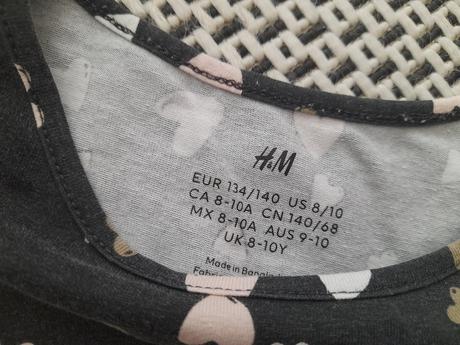 H&M
EUR 134/140 US 8/10
CA 8-10A CN 140/68
MX 8-10A AUS 9-10
UK 8-10Y
Made in